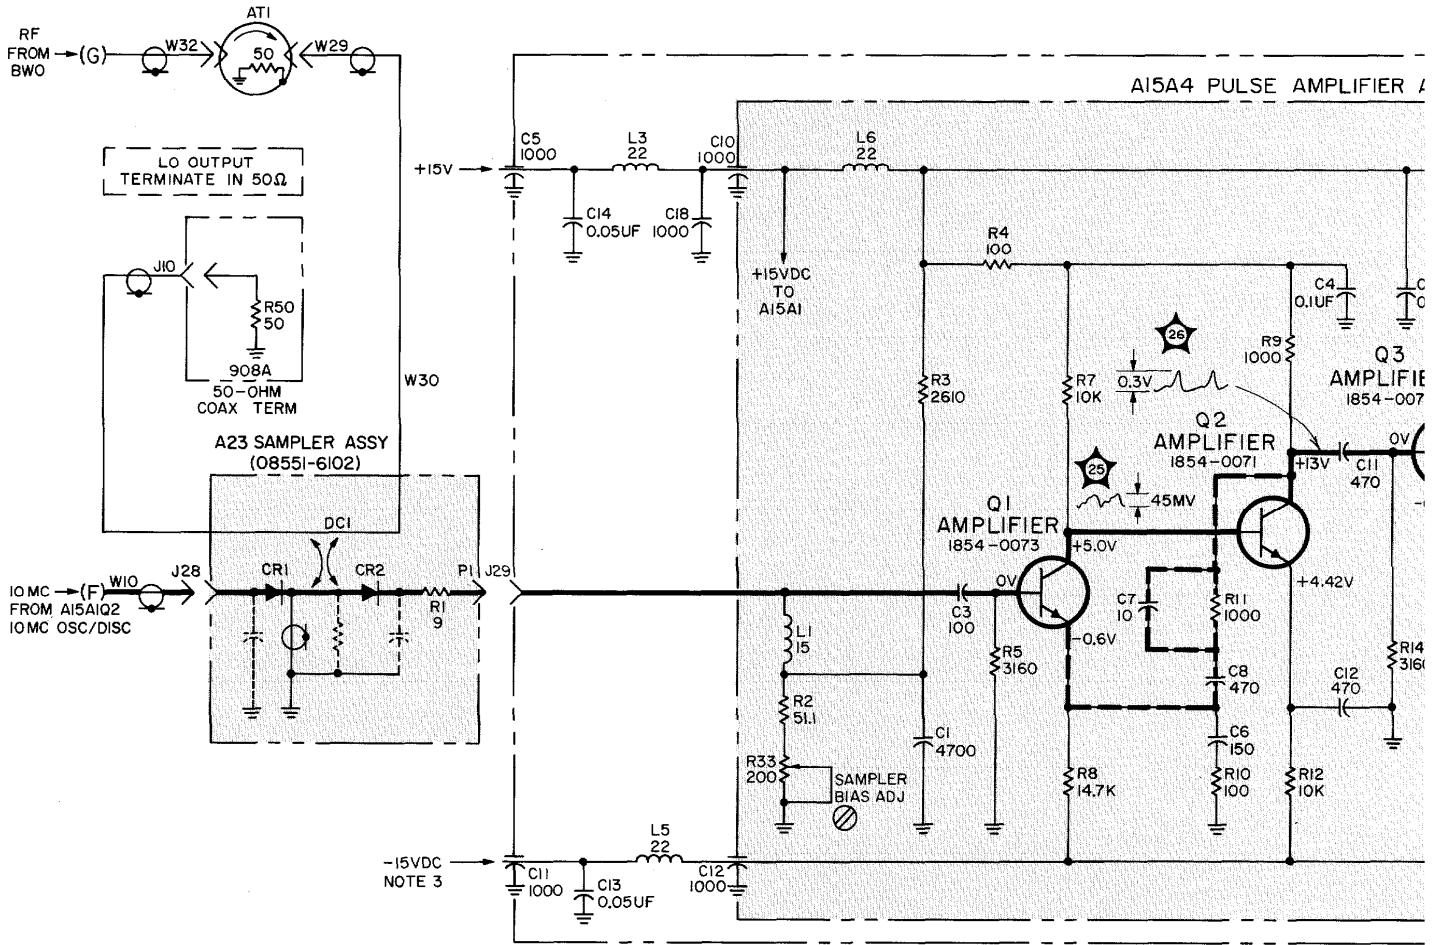 AT1
RF
FROM
BWO
(G)
W32
50
W29
A15A4 PULSE AMPLIFIER A
LO OUTPUT
TERMINATE IN 50Ω
+15V
C5
1000
L3
22
C10
1000
L6
22
C14
0.05UF
C18
1000
+15VDC
TO
A15A1
R4
100
C4
0.1UF
C
0
J10
R50
50
908A
50-OHM
COAX TERM
W30
26
0.3V
R9
1000
Q3
AMPLIFIE
1854-007
R3
2610
R7
10K
Q2
AMPLIFIER
1854-0071
+13V
C11
470
0V
25
45MV
A23 SAMPLER ASSY
(08551-6102)
DC1
Q1
AMPLIFIER
1854-0073
+5.0V
10MC
(F)
FROM A15A1Q2
10MC OSC/DISC
W10
J28
CR1
CR2
R1
9
P1
J29
C3
100
0V
-0.6V
+4.42V
C7
10
R11
1000
L1
15
R5
3160
C8
470
C12
470
R14
3160
R2
51.1
C1
4700
C6
150
R33
200
SAMPLER
BIAS ADJ
R8
14.7K
R10
100
R12
10K
-15VDC
NOTE 3
C11
1000
L5
22
C13
0.05UF
C12
1000